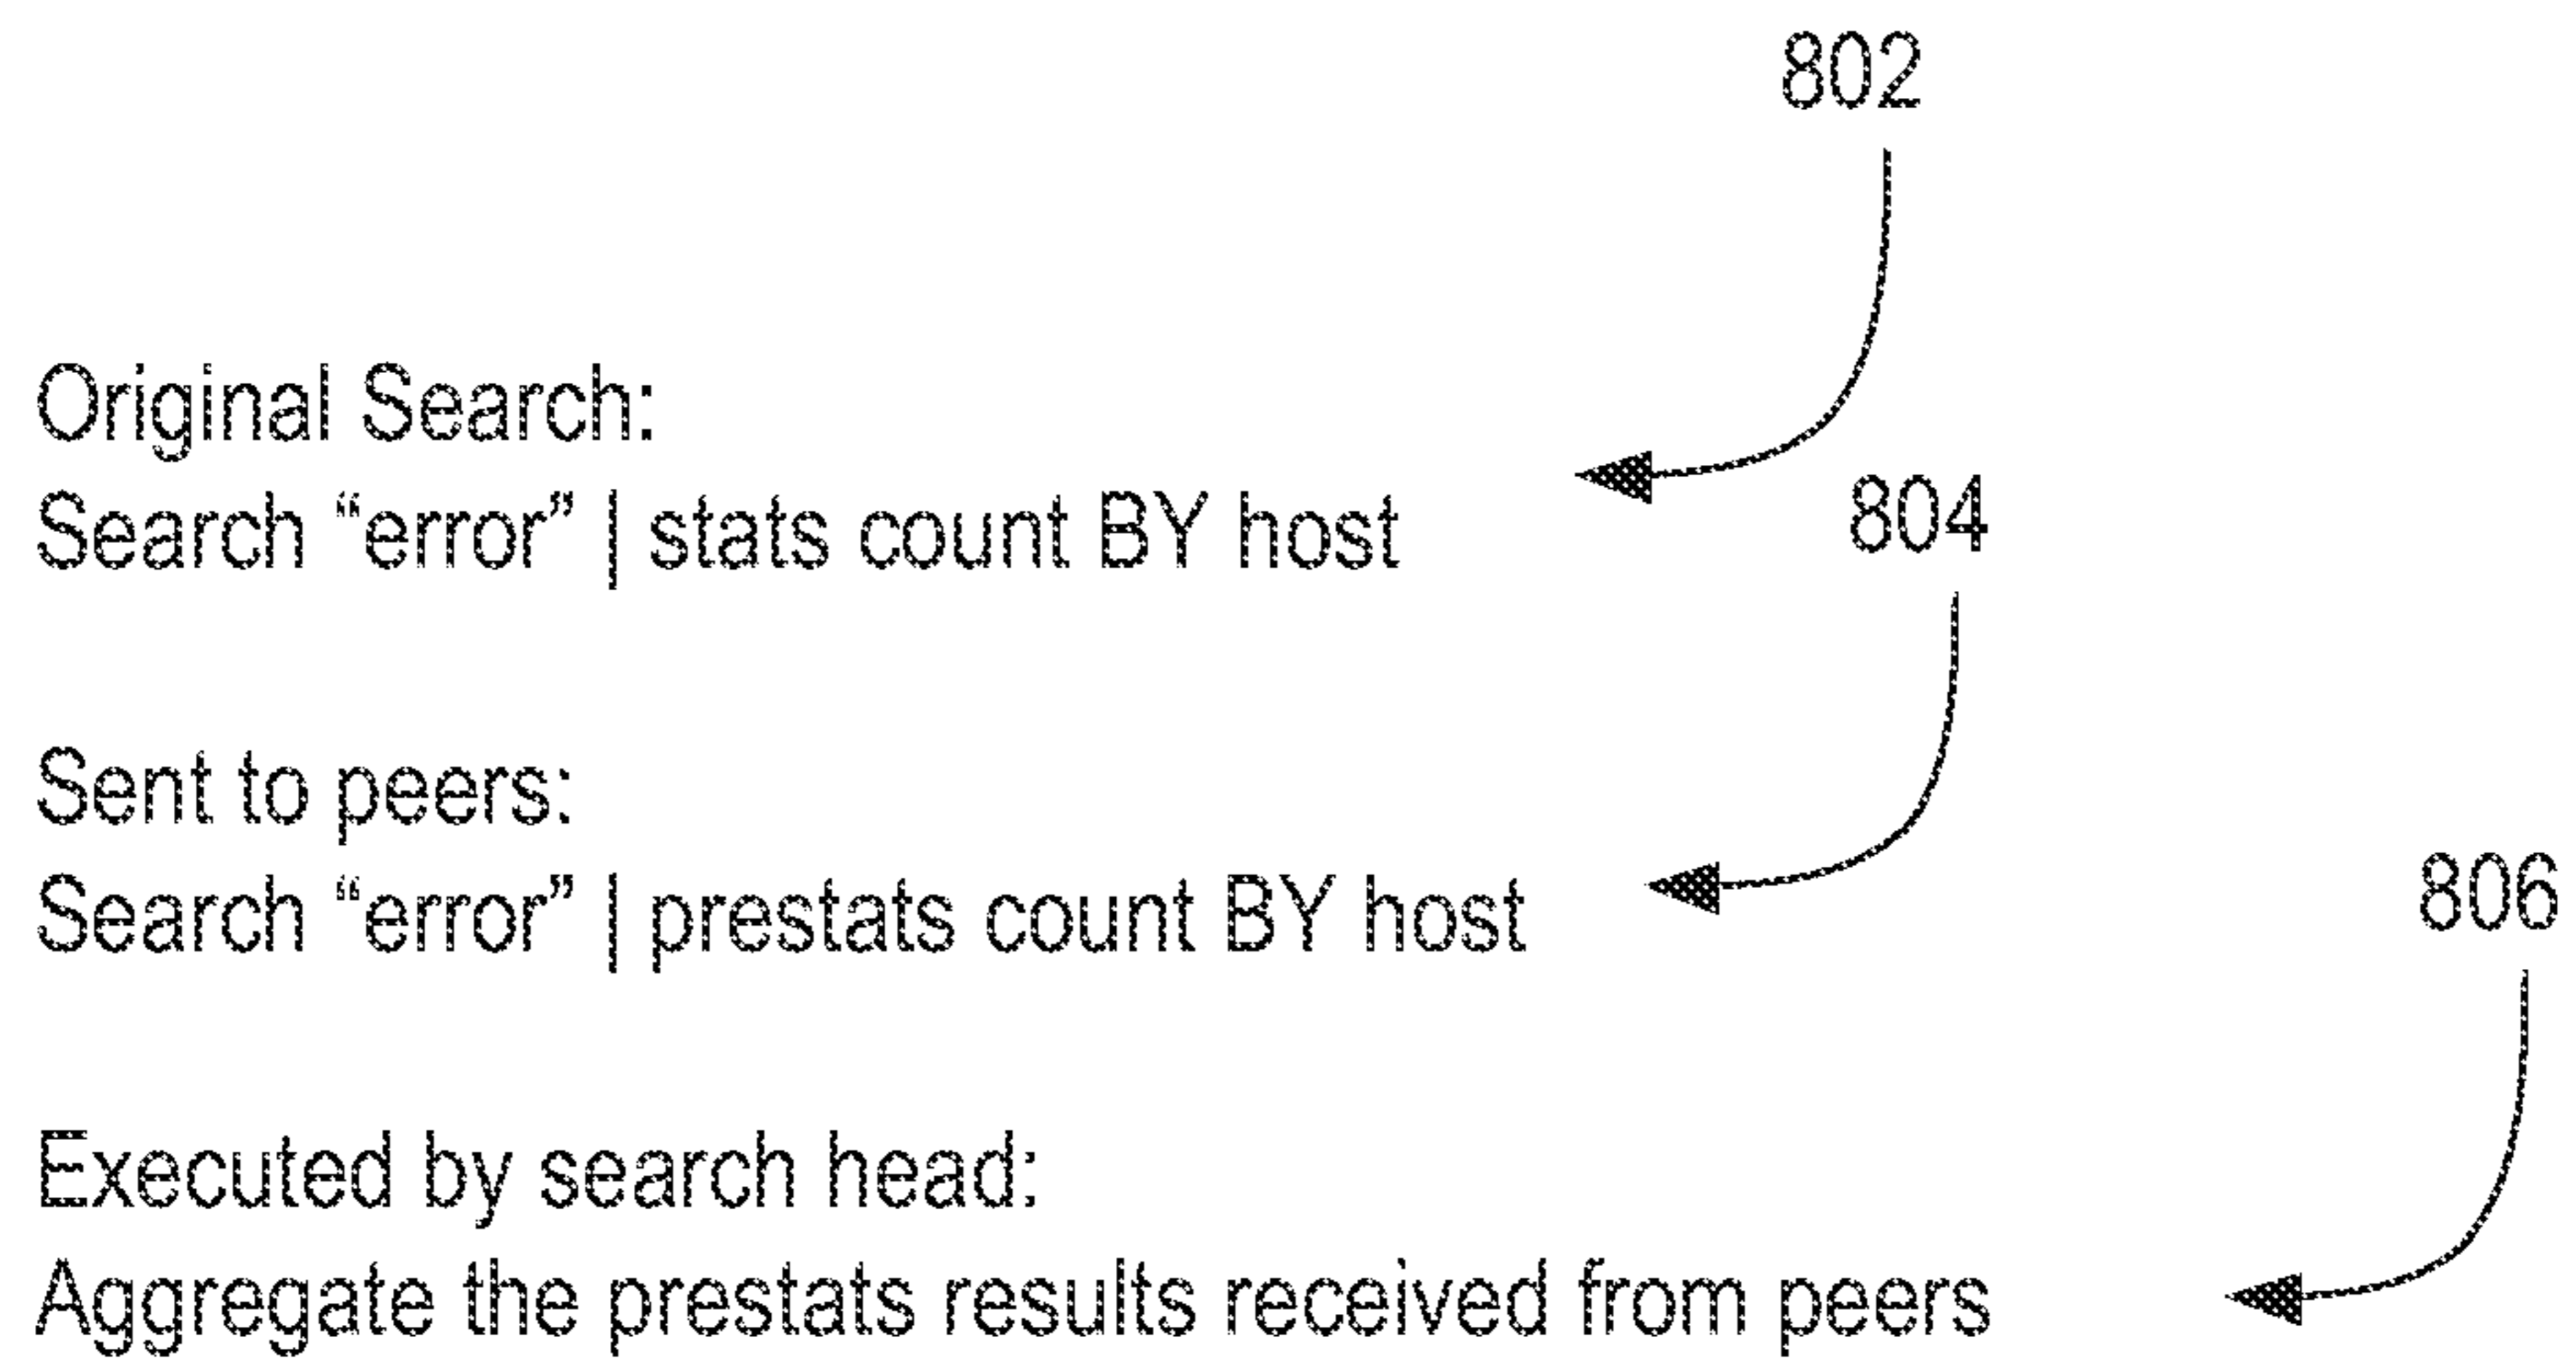 802
Original Search:
Search “error” | stats count BY host
804
Sent to peers:
Search “error” | prestats count BY host
806
Executed by search head:
Aggregate the prestats results received from peers